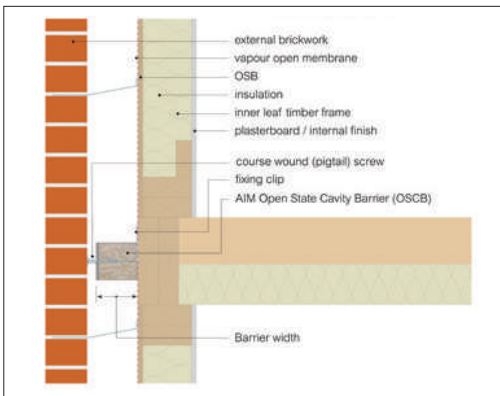 external brickwork
vapour open membrane
OSB
insulation
inner leaf timber frame
plasterboard / internal finish
course wound (pigtail) screw
fixing clip
AIM Open State Cavity Barrier (OSCB)
Barrier width